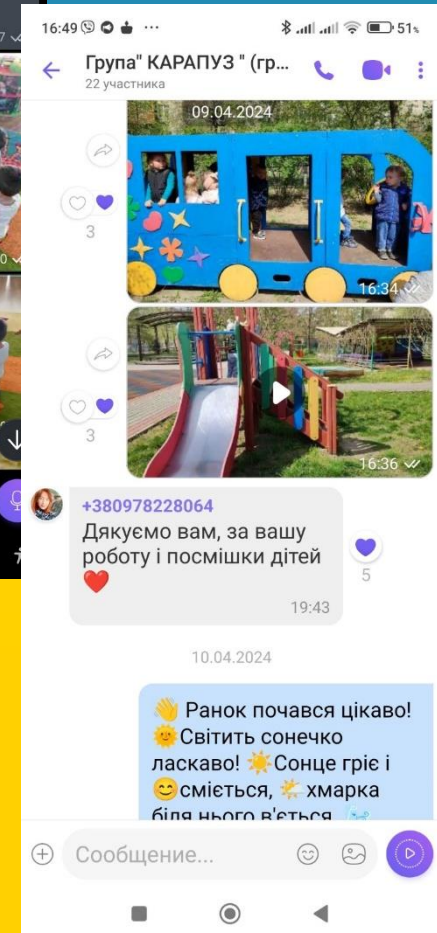 16:49
51%
Група" КАРАПУЗ " (гр...
22 участника
09.04.2024
3
16:34
3
16:36
+380978228064
Дякуємо вам, за вашу
роботу і посмішки дітей
❤️
5
19:43
10.04.2024
👋 Ранок почався цікаво!
🌞Світить сонечко
ласкаво! ☀️Сонце гріє і
😊сміється, 🌤️ хмарка
біля нього в'ється
Сообщение...